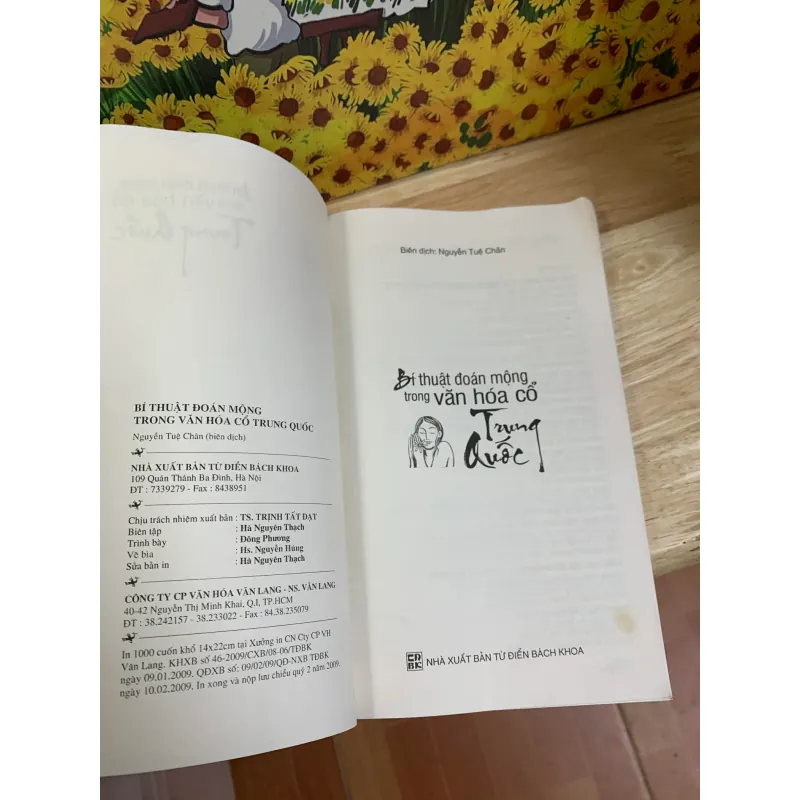 BÍ THUẬT ĐOÁN MỘNG
TRONG VĂN HÓA CỔ TRUNG QUỐC
Nguyễn Tuệ Chân (biên dịch)
NHÀ XUẤT BẢN TỪ ĐIỂN BÁCH KHOA
109 Quán Thánh Ba Đình, Hà Nội
ĐT : 7339279 - Fax : 8438951
Chịu trách nhiệm xuất bản : TS. TRỊNH TẤT ĐẠT
Biên tập : Hà Nguyên Thạch
Trình bày : Đông Phương
Vẽ bìa : Hs. Nguyễn Hùng
Sửa bản in : Hà Nguyên Thạch
CÔNG TY CP VĂN HÓA VĂN LANG - NS. VĂN LANG
40-42 Nguyễn Thị Minh Khai, Q.I, TP.HCM
ĐT : 38.242157 - 38.233022 - Fax : 84.38.235079
In 1000 cuốn khổ 14x22cm tại Xưởng in CN Cty CP VH
Văn Lang. KHXB số 46-2009/CXB/08-06/TĐBK
ngày 09.01.2009. QĐXB số: 09/02/09/QĐ-NXB TĐBK
ngày 10.02.2009. In xong và nộp lưu chiểu quý 2 năm 2009.
Biên dịch: Nguyễn Tuệ Chân
Bí thuật đoán mộng
trong văn hóa cổ
Trung
Quốc
NHÀ XUẤT BẢN TỪ ĐIỂN BÁCH KHOA